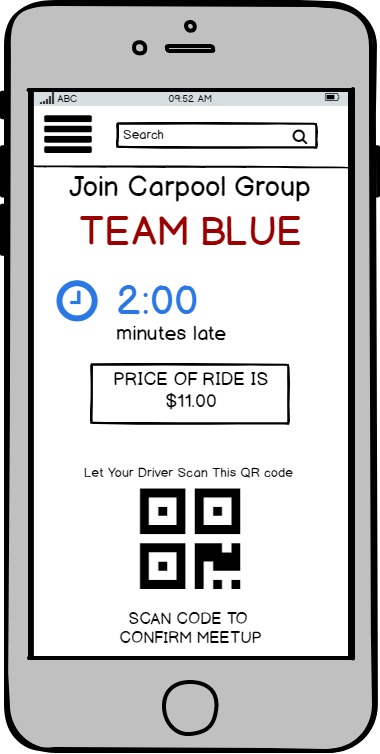 ABC
09:52 AM
Search
Join Carpool Group
TEAM BLUE
2:00
minutes late
PRICE OF RIDE IS
$11.00
Let Your Driver Scan This QR code
SCAN CODE TO
CONFIRM MEETUP